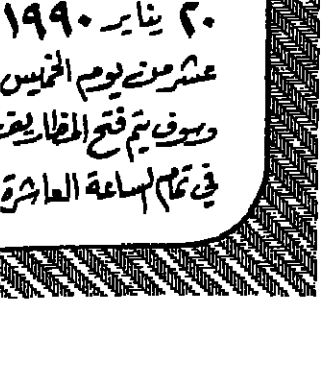 ٢٠ يناير ١٩٩٠
عشر من يوم الخميس
وسوف يتم فتح المظاريف
في تمام الساعة العاشرة